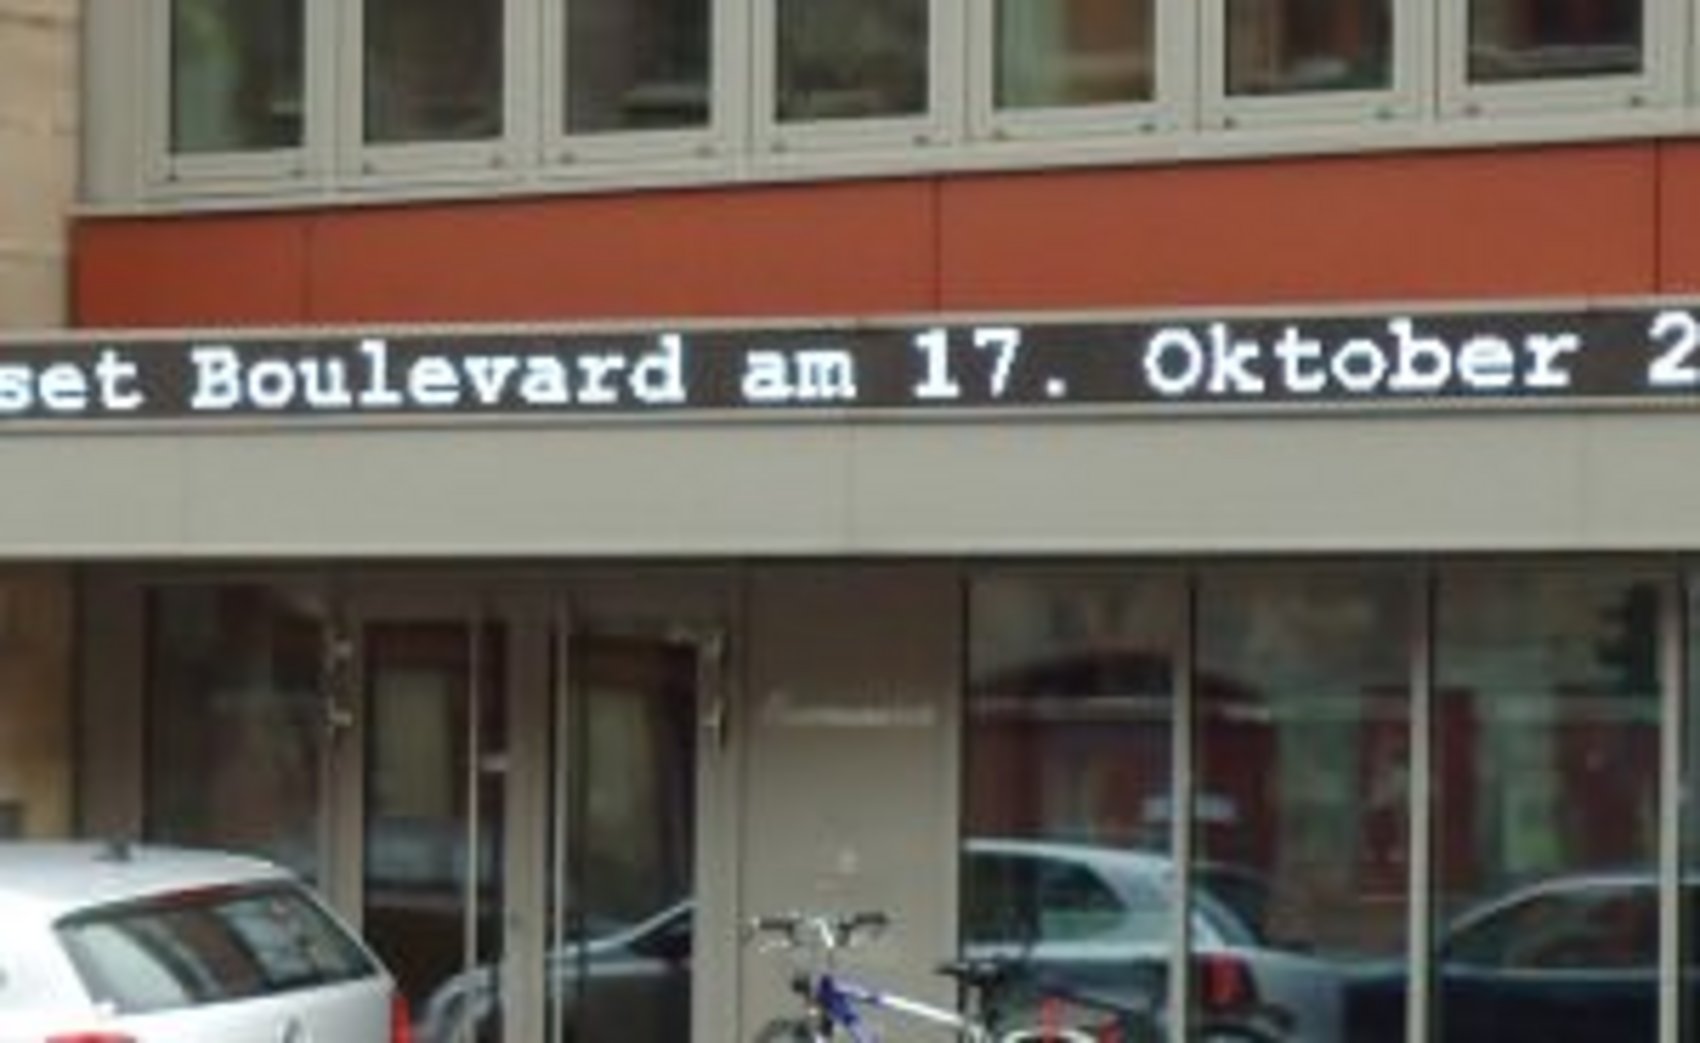 set Boulevard am 17. Oktober 2